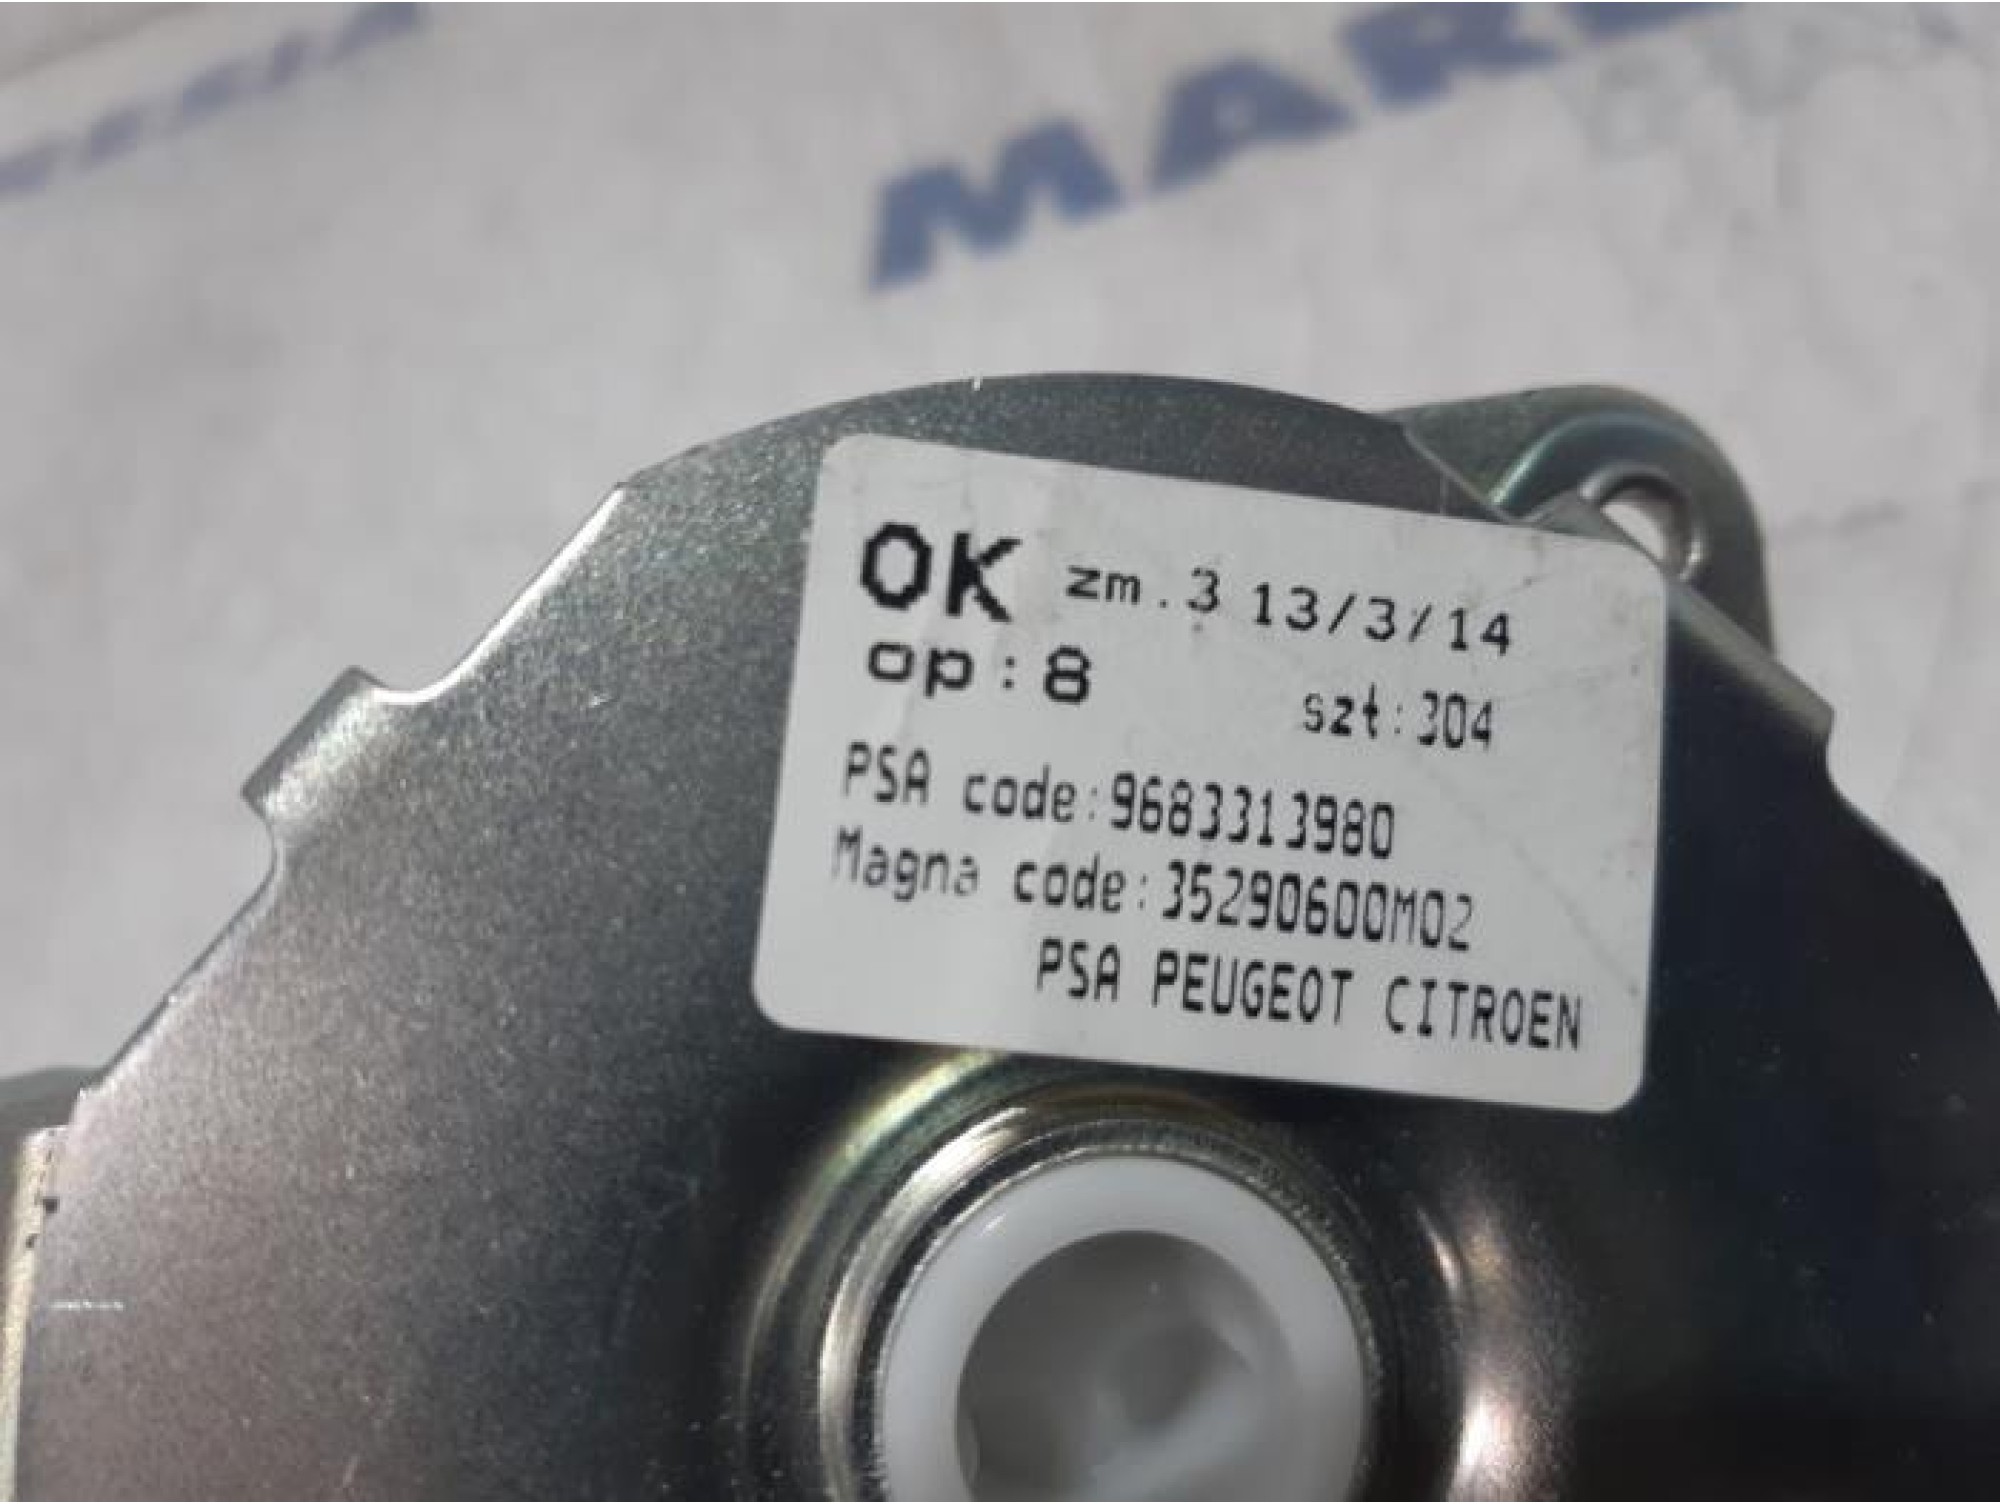 OK zm.3 13/3/14
op:8 szt:304
PSA code:9683313980
Magna code:35290600M02
PSA PEUGEOT CITROEN